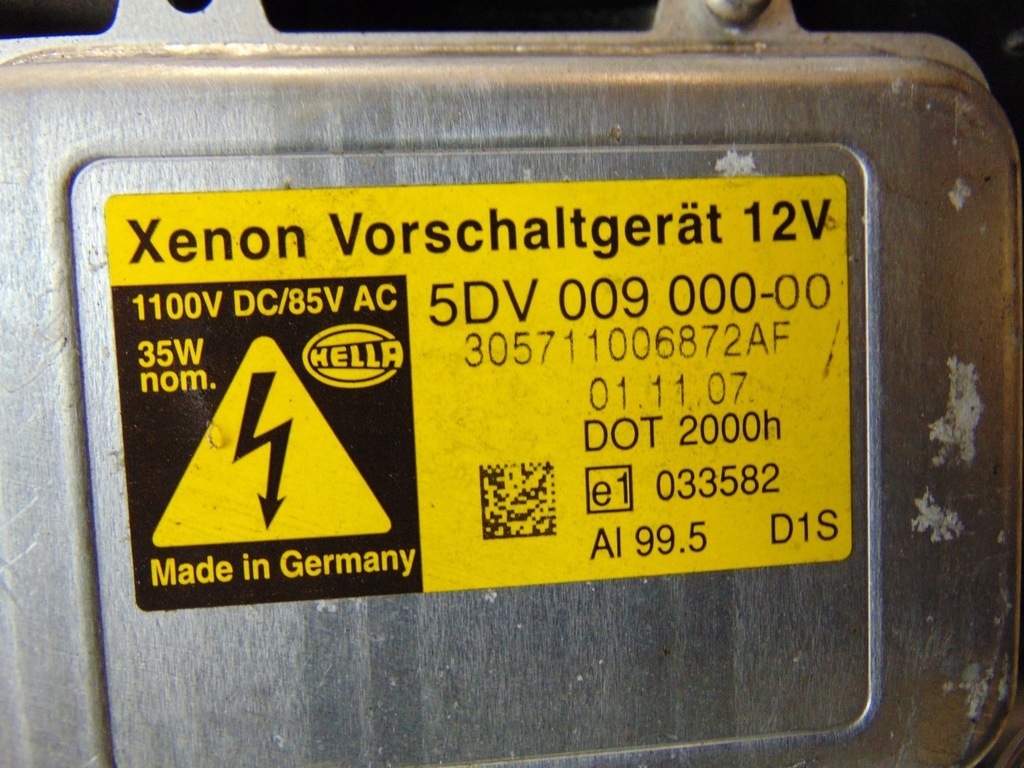 Xenon Vorschaltgerät 12V
1100V DC/85V AC
35W
nom.
HELLA
Made in Germany
5DV 009 000-00
305711006872AF
01.11.07
DOT 2000h
e1 033582
Al 99.5 D1S